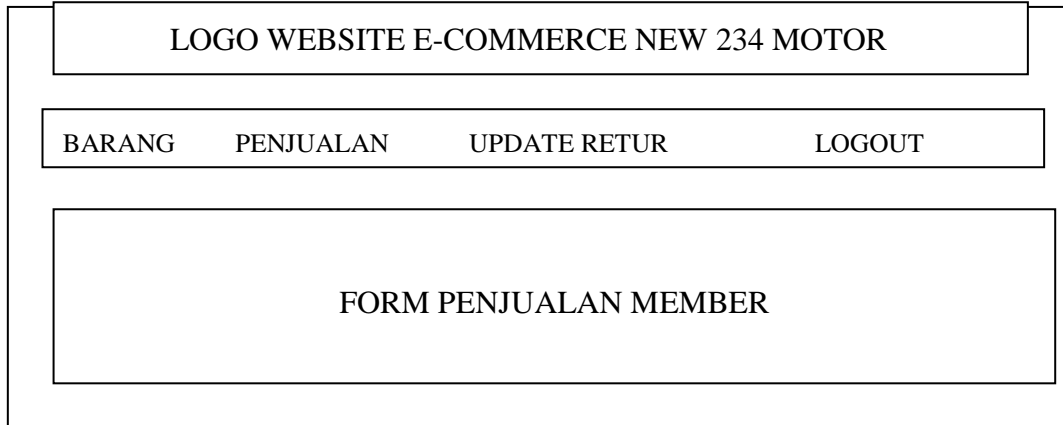 LOGO WEBSITE E-COMMERCE NEW 234 MOTOR
BARANG PENJUALAN UPDATE RETUR LOGOUT
FORM PENJUALAN MEMBER